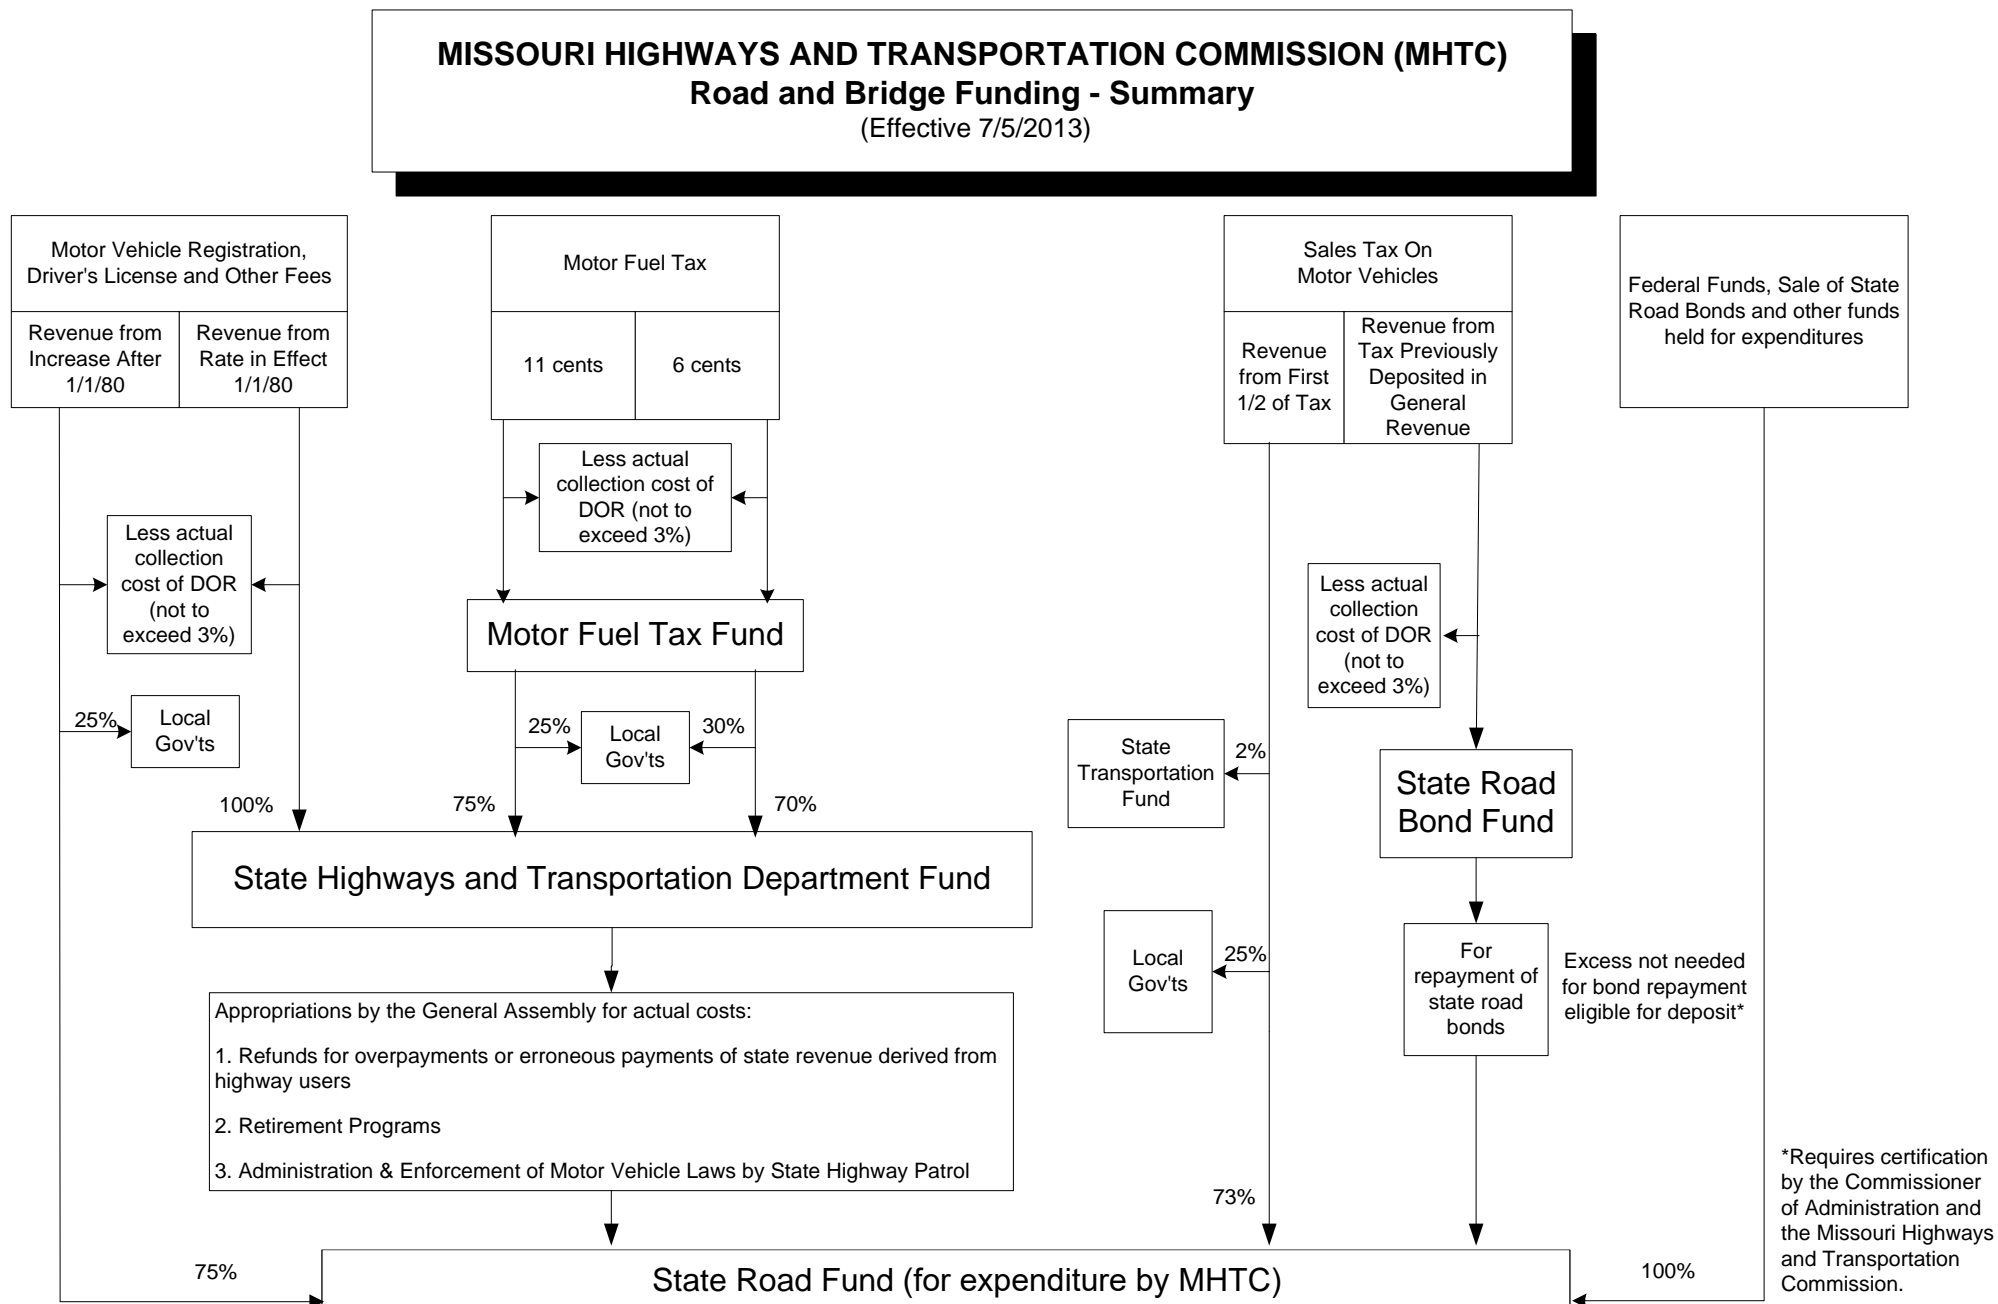 MISSOURI HIGHWAYS AND TRANSPORTATION COMMISSION (MHTC)
Road and Bridge Funding - Summary
(Effective 7/5/2013)
Motor Vehicle Registration,
Driver's License and Other Fees
Revenue from
Increase After
1/1/80
Revenue from
Rate in Effect
1/1/80
Motor Fuel Tax
11 cents
6 cents
Sales Tax On
Motor Vehicles
Revenue
from First
1/2 of Tax
Revenue from
Tax Previously
Deposited in
General
Revenue
Federal Funds, Sale of State
Road Bonds and other funds
held for expenditures
Less actual
collection cost of
DOR (not to
exceed 3%)
Less actual
collection
cost of DOR
(not to
exceed 3%)
Less actual
collection
cost of DOR
(not to
exceed 3%)
Motor Fuel Tax Fund
25%
Local
Gov'ts
25%
Local
Gov'ts
30%
State
Transportation
Fund
2%
State Road
Bond Fund
100%
75%
70%
State Highways and Transportation Department Fund
Local
Gov'ts
25%
For
repayment of
state road
bonds
Excess not needed
for bond repayment
eligible for deposit*
Appropriations by the General Assembly for actual costs:
1. Refunds for overpayments or erroneous payments of state revenue derived from
highway users
2. Retirement Programs
3. Administration & Enforcement of Motor Vehicle Laws by State Highway Patrol
73%
*Requires certification
by the Commissioner
of Administration and
the Missouri Highways
and Transportation
Commission.
75%
State Road Fund (for expenditure by MHTC)
100%